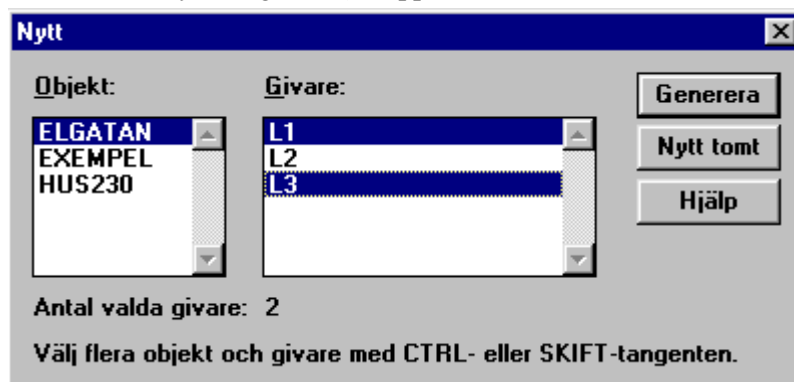 Nytt
Objekt:
Givare:
ELGATAN
EXEMPEL
HUS230
L1
L2
L3
Generera
Nytt tomt
Hjälp
Antal valda givare: 2
Välj flera objekt och givare med CTRL- eller SKIFT-tangenten.